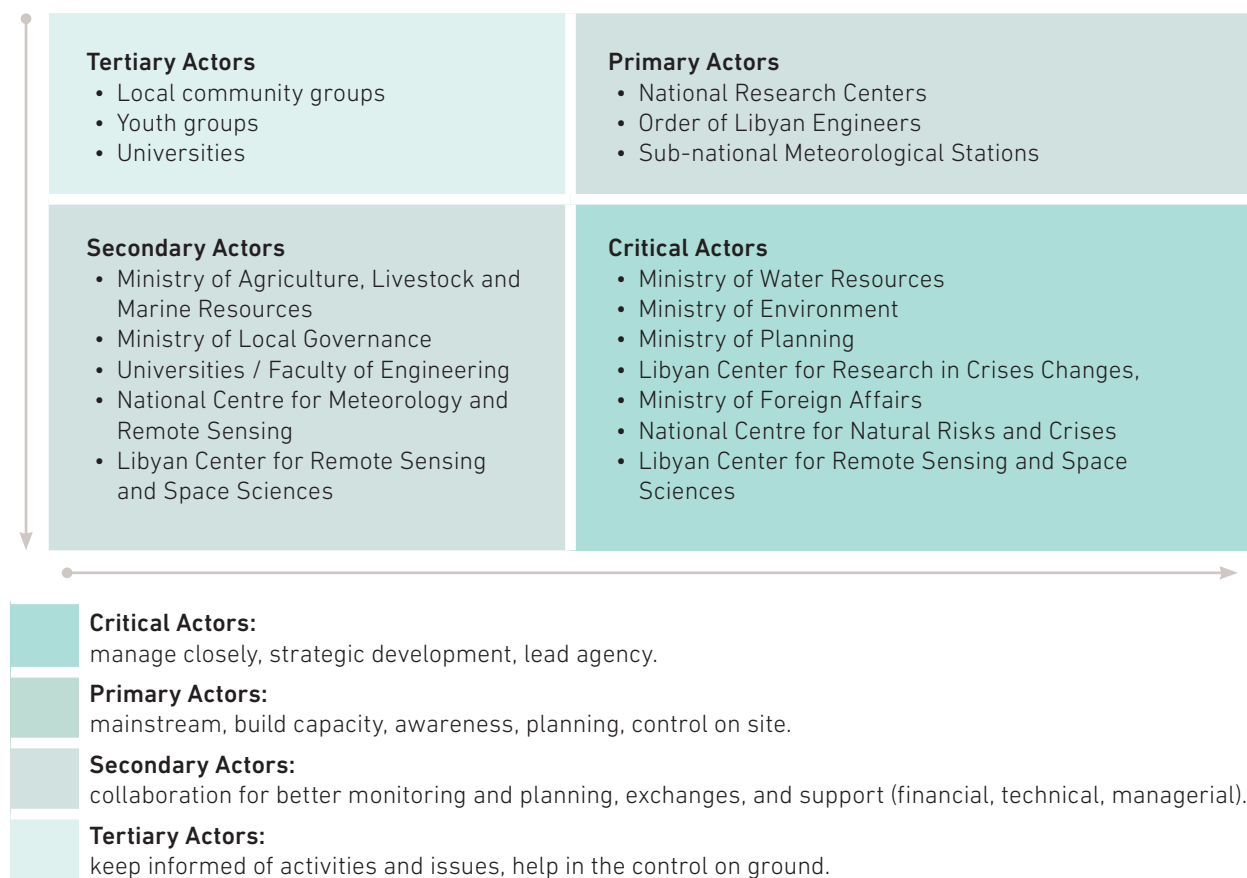 Tertiary Actors
• Local community groups
• Youth groups
• Universities
Primary Actors
• National Research Centers
• Order of Libyan Engineers
• Sub-national Meteorological Stations
Secondary Actors
• Ministry of Agriculture, Livestock and
Marine Resources
• Ministry of Local Governance
• Universities / Faculty of Engineering
• National Centre for Meteorology and
Remote Sensing
• Libyan Center for Remote Sensing
and Space Sciences
Critical Actors
• Ministry of Water Resources
• Ministry of Environment
• Ministry of Planning
• Libyan Center for Research in Crises Changes,
• Ministry of Foreign Affairs
• National Centre for Natural Risks and Crises
• Libyan Center for Remote Sensing and Space
Sciences
Critical Actors:
manage closely, strategic development, lead agency.
Primary Actors:
mainstream, build capacity, awareness, planning, control on site.
Secondary Actors:
collaboration for better monitoring and planning, exchanges, and support (financial, technical, managerial).
Tertiary Actors:
keep informed of activities and issues, help in the control on ground.